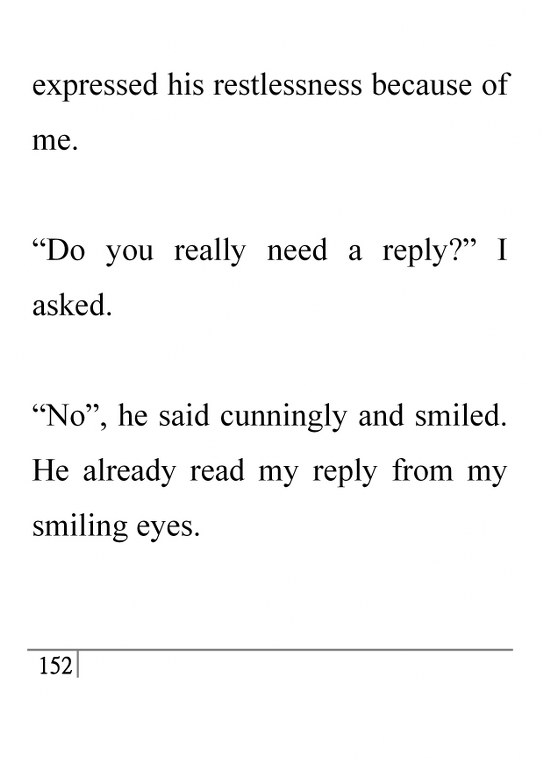 expressed his restlessness because of
me.
“Do you really need a reply?” I
asked.
“No”, he said cunningly and smiled.
He already read my reply from my
smiling eyes.
152